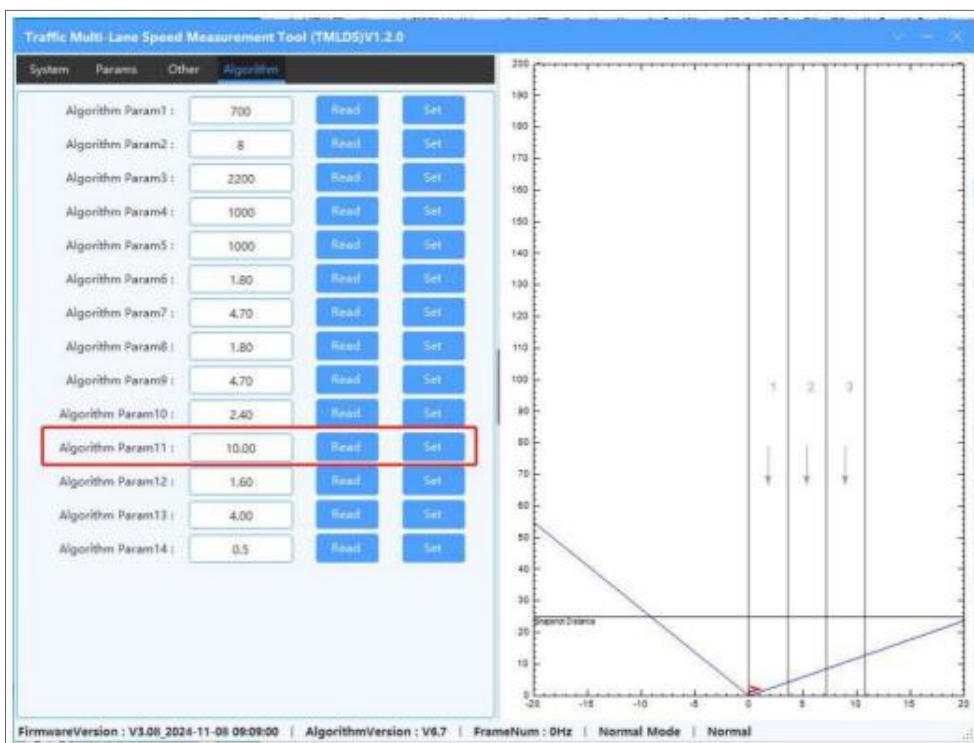 Traffic Multi-Lane Speed Measurement Tool (TMLDS)V1.2.0
System Params Other Algorithm
Algorithm Param1 : 700 Read Set
Algorithm Param2 : 8 Read Set
Algorithm Param3 : 2200 Read Set
Algorithm Param4 : 1000 Read Set
Algorithm Param5 : 1000 Read Set
Algorithm Param6 : 1.80 Read Set
Algorithm Param7 : 4.70 Read Set
Algorithm Param8 : 1.80 Read Set
Algorithm Param9 : 4.70 Read Set
Algorithm Param10 : 2.40 Read Set
Algorithm Param11 : 10.00 Read Set
Algorithm Param12 : 1.60 Read Set
Algorithm Param13 : 4.00 Read Set
Algorithm Param14 : 0.5 Read Set
200
190
180
170
160
150
140
130
120
110
100
1 2 3
90
80
70
60
50
40
30
Snapshot Distance
20
10
0
-20 -15 -10 -5 0 5 10 15 20
FirmwareVersion : V3.08_2024-11-08 09:09:00 | AlgorithmVersion : V6.7 | FrameNum : 0Hz | Normal Mode | Normal